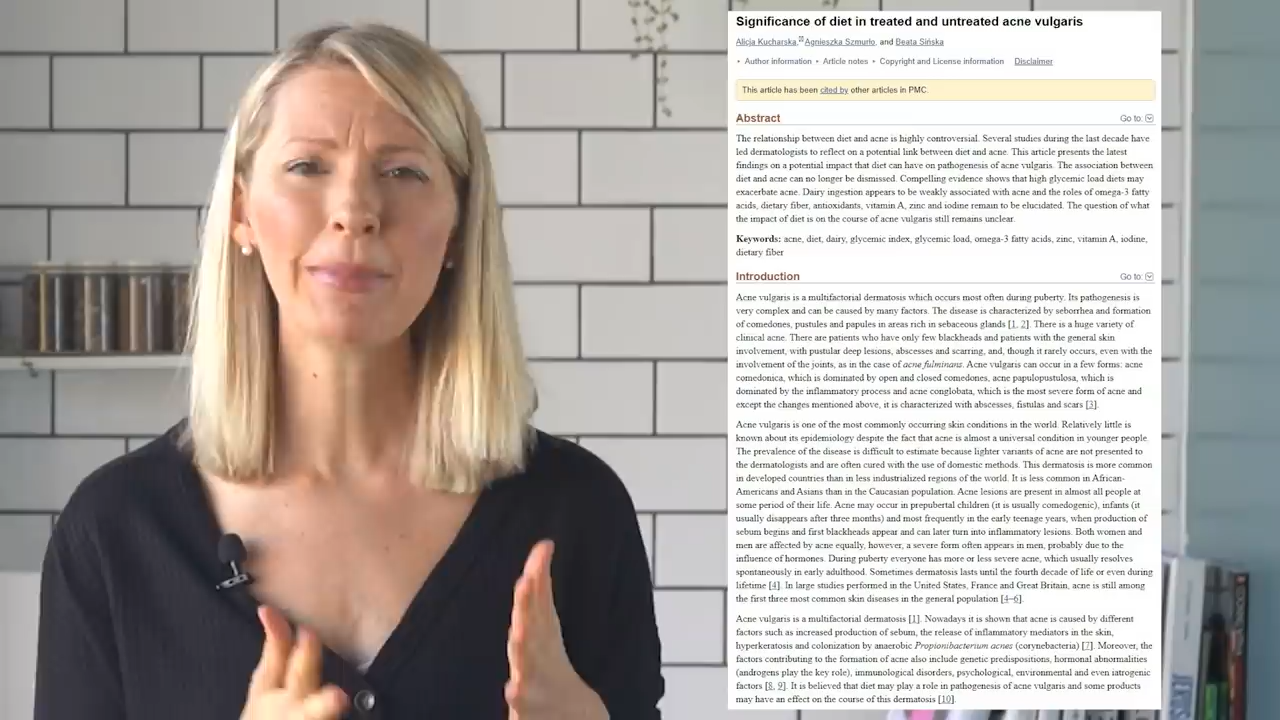 Significance of diet in treated and untreated acne vulgaris
Alicja Kucharska, Agnieszka Szmurło, and Beata Sińska
• Author information • Article notes • Copyright and License information Disclaimer
This article has been cited by other articles in PMC.
Abstract Go to:
The relationship between diet and acne is highly controversial. Several studies during the last decade have
led dermatologists to reflect on a potential link between diet and acne. This article presents the latest
findings on a potential impact that diet can have on pathogenesis of acne vulgaris. The association between
diet and acne can no longer be dismissed. Compelling evidence shows that high glycemic load diets may
exacerbate acne. Dairy ingestion appears to be weakly associated with acne and the roles of omega-3 fatty
acids, dietary fiber, antioxidants, vitamin A, zinc and iodine remain to be elucidated. The question of what
the impact of diet is on the course of acne vulgaris still remains unclear.
Keywords: acne, diet, dairy, glycemic index, glycemic load, omega-3 fatty acids, zinc, vitamin A, iodine,
dietary fiber
Introduction Go to:
Acne vulgaris is a multifactorial dermatosis which occurs most often during puberty. Its pathogenesis is
very complex and can be caused by many factors. The disease is characterized by seborrhea and formation
of comedones, pustules and papules in areas rich in sebaceous glands [1, 2]. There is a huge variety of
clinical acne. There are patients who have only few blackheads and patients with the general skin
involvement, with pustular deep lesions, abscesses and scarring, and, though it rarely occurs, even with the
involvement of the joints, as in the case of acne fulminans. Acne vulgaris can occur in a few forms: acne
comedonica, which is dominated by open and closed comedones, acne papulopustulosa, which is
dominated by the inflammatory process and acne conglobata, which is the most severe form of acne and
except the changes mentioned above, it is characterized with abscesses, fistulas and scars [3].
Acne vulgaris is one of the most commonly occurring skin conditions in the world. Relatively little is
known about its epidemiology despite the fact that acne is almost a universal condition in younger people.
The prevalence of the disease is difficult to estimate because lighter variants of acne are not presented to
the dermatologists and are often cured with the use of domestic methods. This dermatosis is more common
in developed countries than in less industrialized regions of the world. It is less common in African-
Americans and Asians than in the Caucasian population. Acne lesions are present in almost all people at
some period of their life. Acne may occur in prepubertal children (it is usually comedogenic), infants (it
usually disappears after three months) and most frequently in the early teenage years, when production of
sebum begins and first blackheads appear and can later turn into inflammatory lesions. Both women and
men are affected by acne equally, however, a severe form often appears in men, probably due to the
influence of hormones. During puberty everyone has more or less severe acne, which usually resolves
spontaneously in early adulthood. Sometimes dermatosis lasts until the fourth decade of life or even during
lifetime [4]. In large studies performed in the United States, France and Great Britain, acne is still among
the first three most common skin diseases in the general population [4–6].
Acne vulgaris is a multifactorial dermatosis [1]. Nowadays it is shown that acne is caused by different
factors such as increased production of sebum, the release of inflammatory mediators in the skin,
hyperkeratosis and colonization by anaerobic Propionibacterium acnes (corynebacteria) [7]. Moreover, the
factors contributing to the formation of acne also include genetic predispositions, hormonal abnormalities
(androgens play the key role), immunological disorders, psychological, environmental and even iatrogenic
factors [8, 9]. It is believed that diet may play a role in pathogenesis of acne vulgaris and some products
may have an effect on the course of this dermatosis [10].